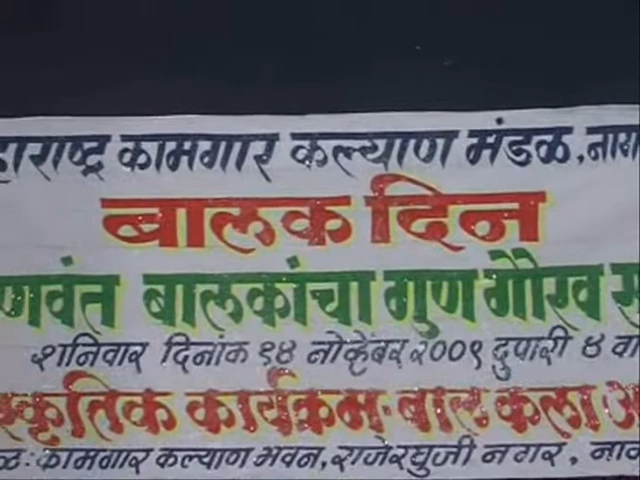 हाराष्ट्र कामगार कल्याण मंडळ, नाग
बालक दिन
णवंत बालकांचा गुण गौरव स
शनिवार दिनांक १४ नोव्हेंबर २००९ दुपारी ४ वा
स्कृतिक कार्यक्रम - बाल कला अ
ळ: कामगार कल्याण भवन, राजे रघुजी नगर, ना